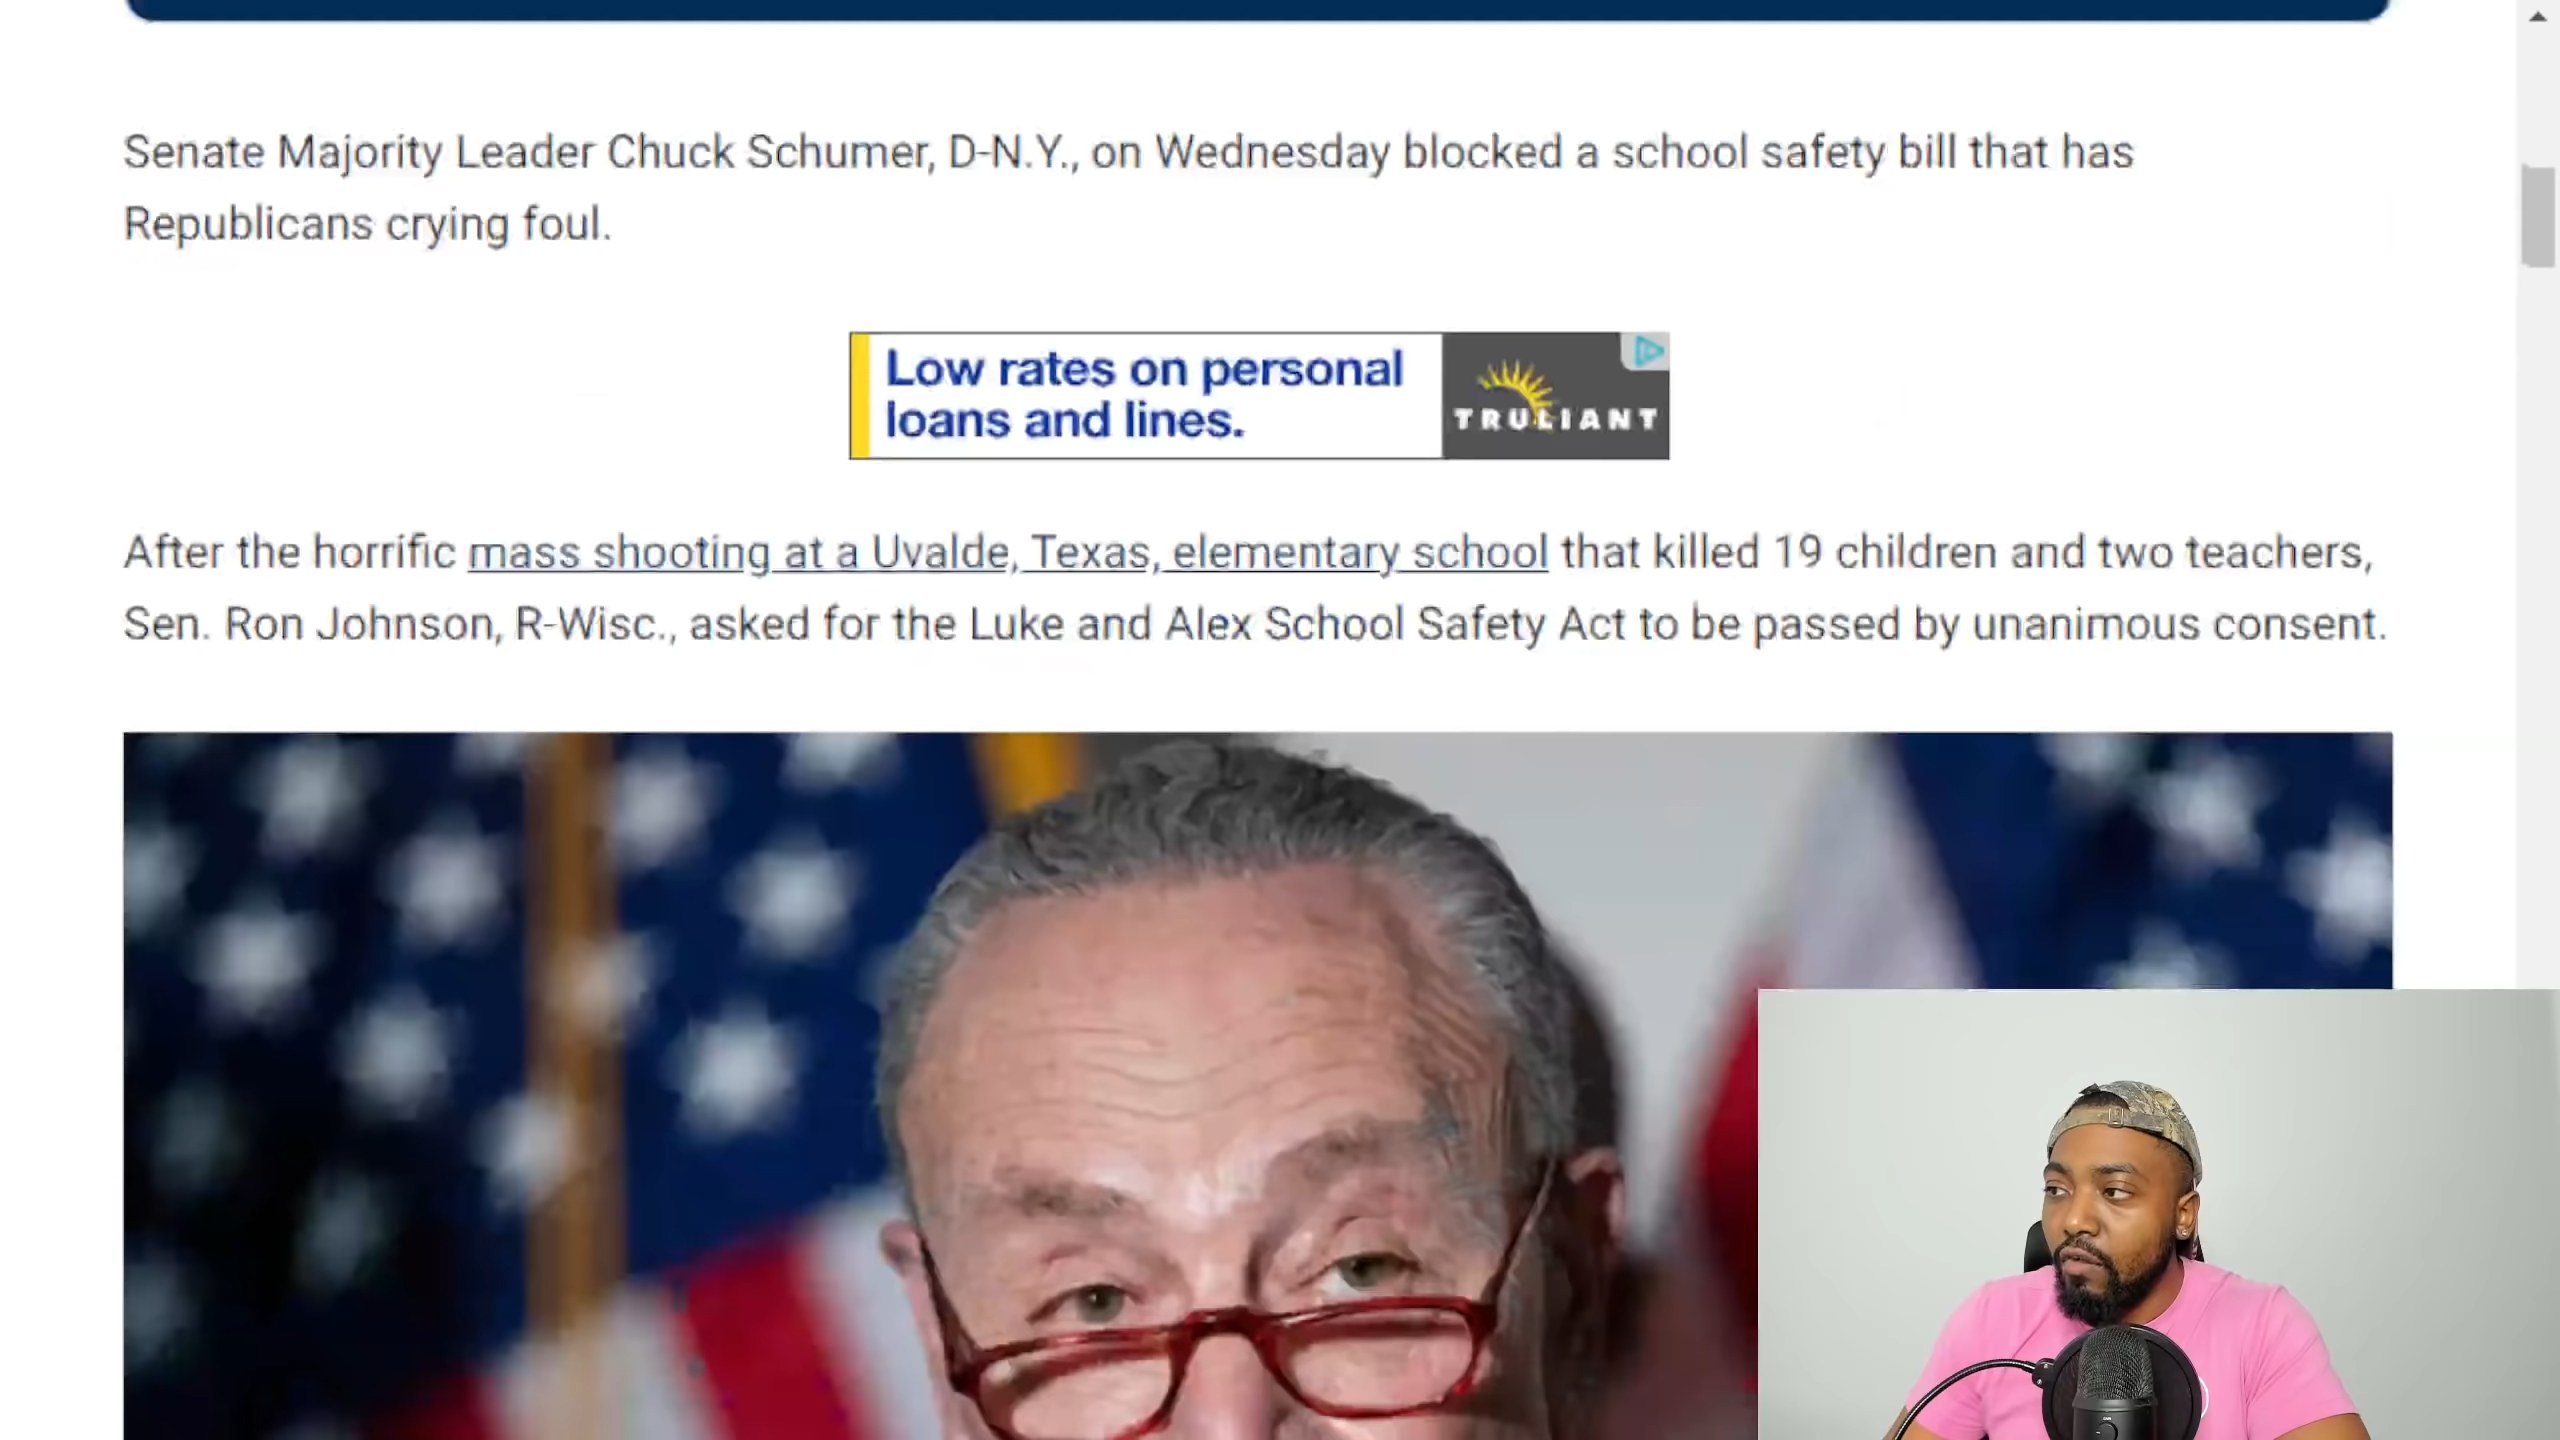 Senate Majority Leader Chuck Schumer, D-N.Y., on Wednesday blocked a school safety bill that has
Republicans crying foul.
Low rates on personal
loans and lines.
TRULIANT
After the horrific mass shooting at a Uvalde, Texas, elementary school that killed 19 children and two teachers,
Sen. Ron Johnson, R-Wisc., asked for the Luke and Alex School Safety Act to be passed by unanimous consent.